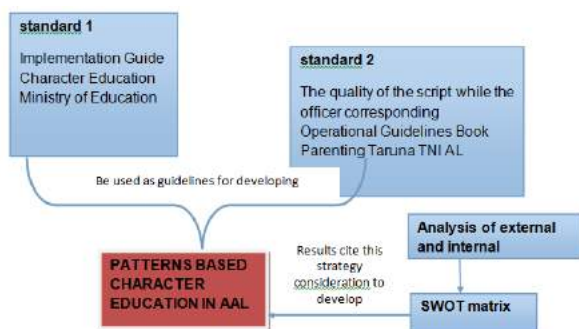 standard 1
Implementation Guide
Character Education
Ministry of Education
standard 2
The quality of the script while the
officer corresponding
Operational Guidelines Book
Parenting Taruna TNI AL
Be used as guidelines for developing
PATTERNS BASED
CHARACTER
EDUCATION IN AAL
Results cite this
strategy
consideration to
develop
Analysis of external
and internal
SWOT matrix